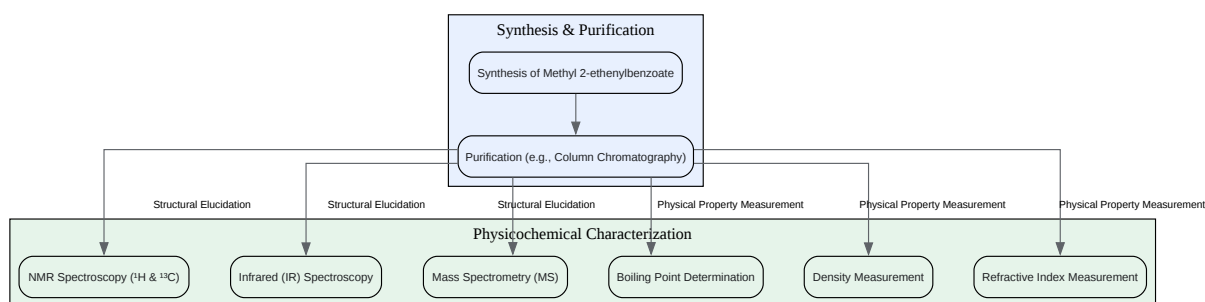 Synthesis & Purification
Synthesis of Methyl 2-ethenylbenzoate
Purification (e.g., Column Chromatography)
Structural Elucidation
Structural Elucidation
Structural Elucidation
Physical Property Measurement
Physical Property Measurement
Physical Property Measurement
Physicochemical Characterization
NMR Spectroscopy (¹H & ¹³C)
Infrared (IR) Spectroscopy
Mass Spectrometry (MS)
Boiling Point Determination
Density Measurement
Refractive Index Measurement